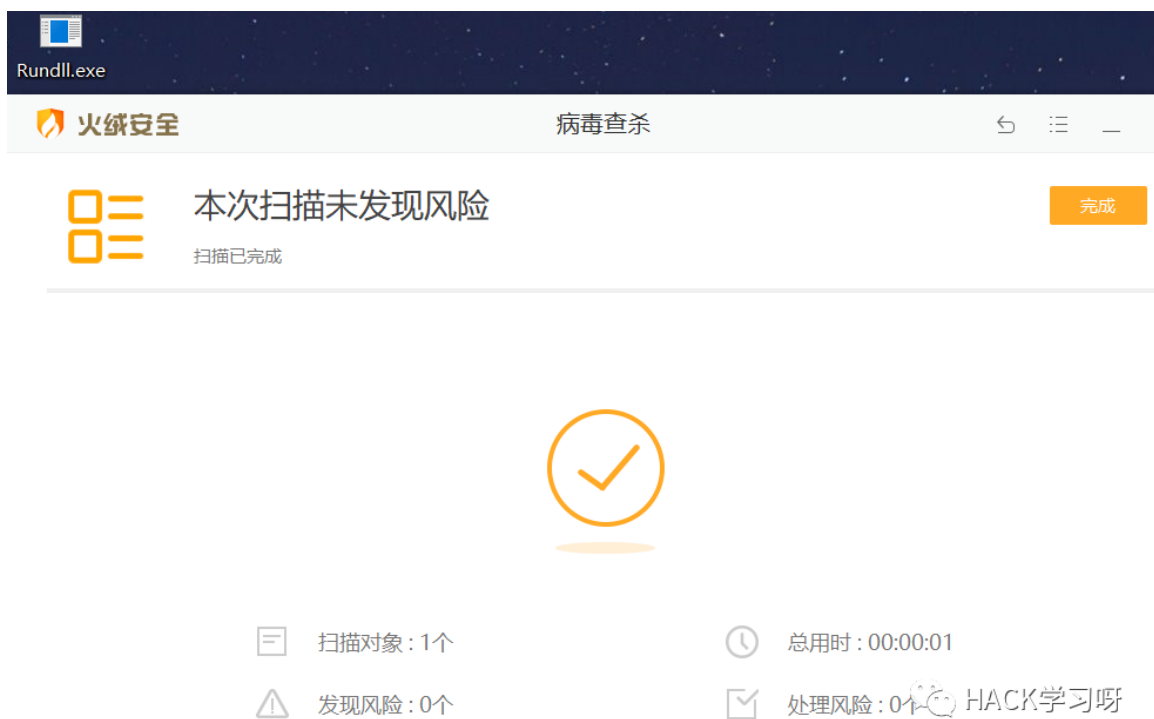 Rundll.exe
火绒安全
病毒查杀
本次扫描未发现风险
完成
扫描已完成
扫描对象 : 1个
总用时 : 00:00:01
发现风险 : 0个
处理风险 : 0个
HACK学习呀